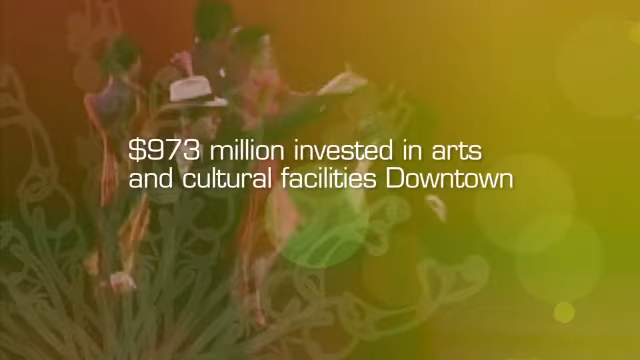 $973 million invested in arts
and cultural facilities Downtown